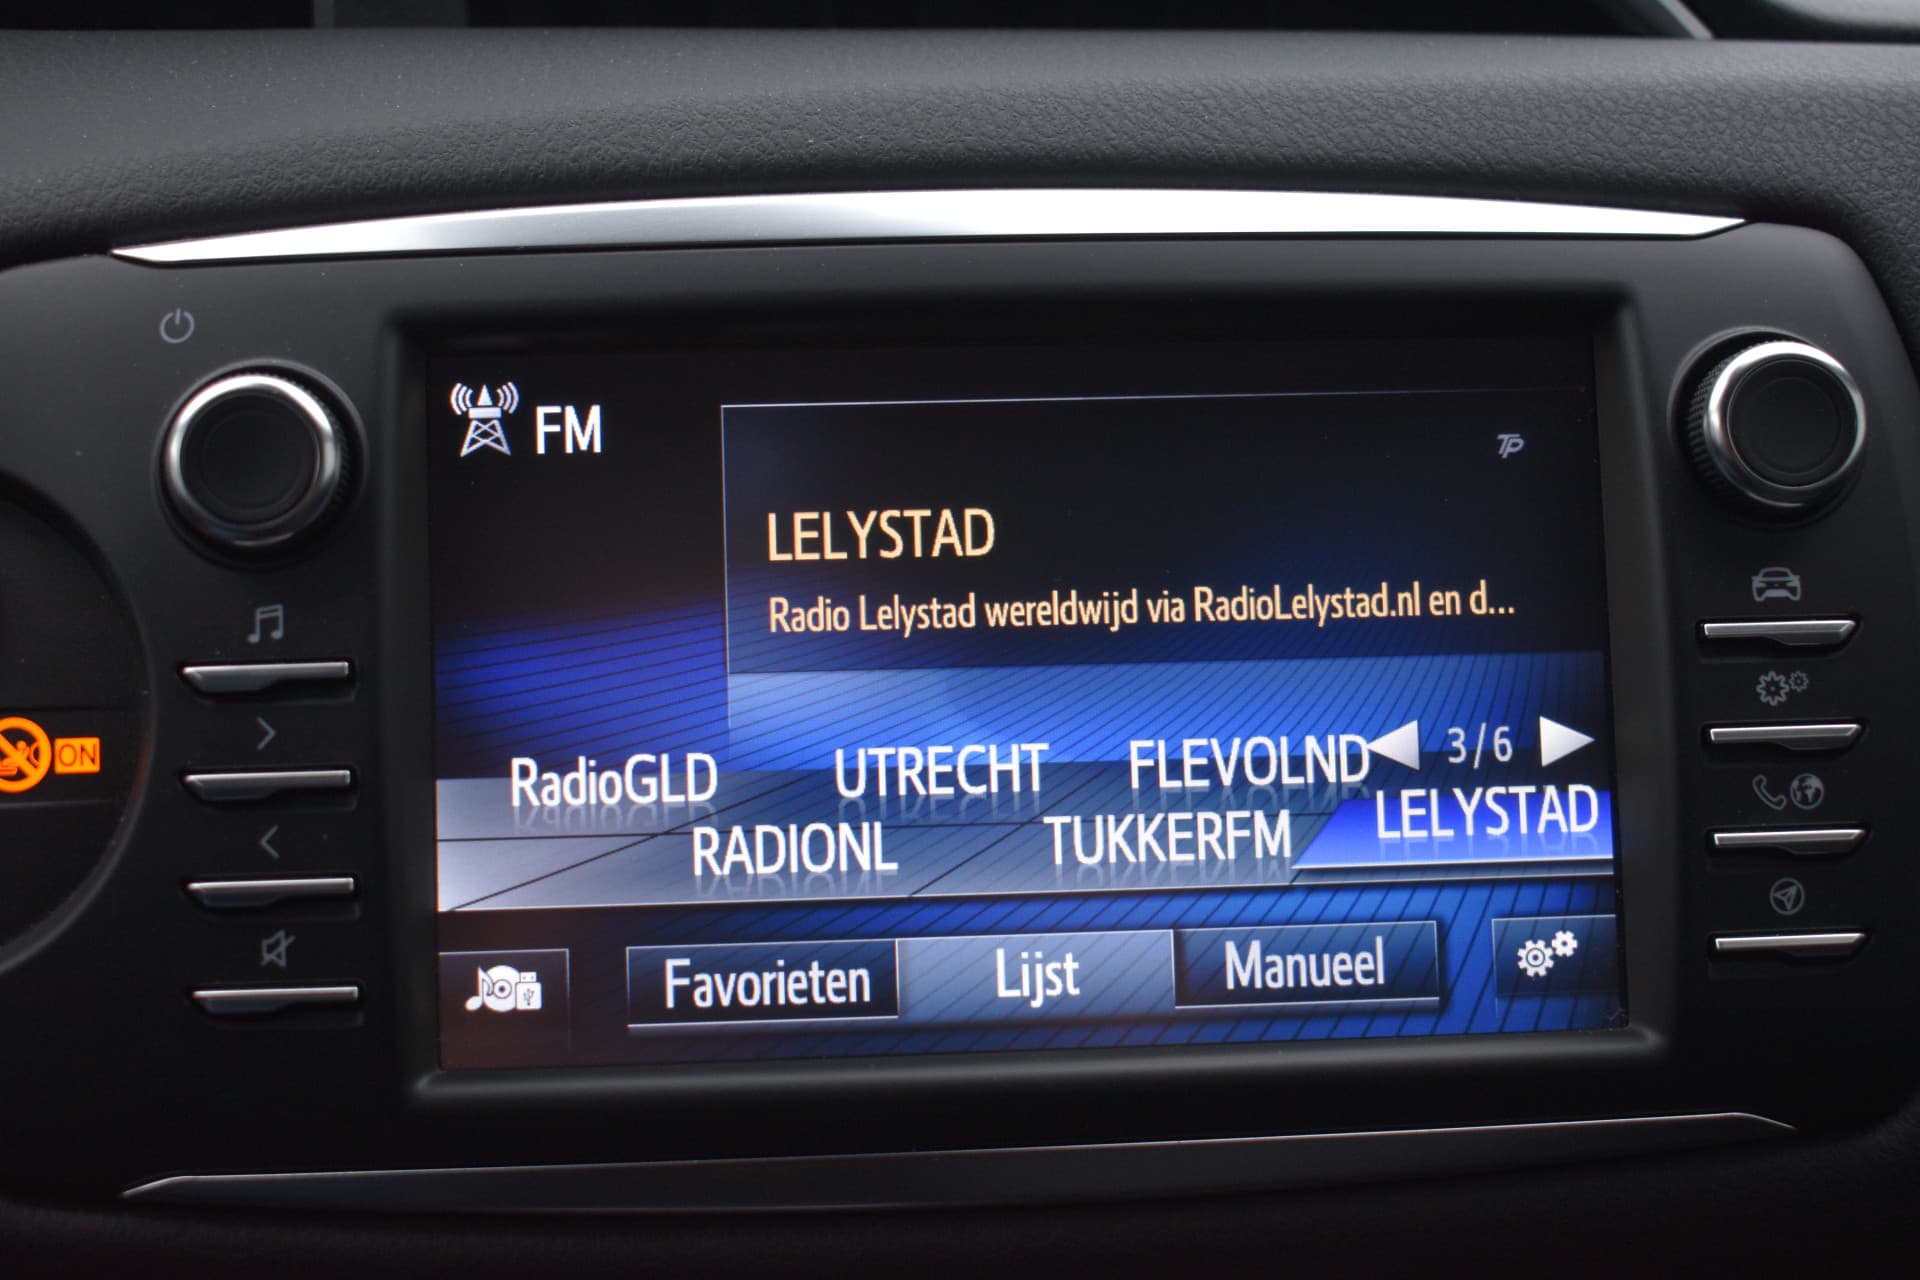 FM
TP
LELYSTAD
Radio Lelystad wereldwijd via RadioLelystad.nl en d...
RadioGLD UTRECHT FLEVOLND 3/6
RADIONL TUKKERFM LELYSTAD
Favorieten Lijst Manueel
ON